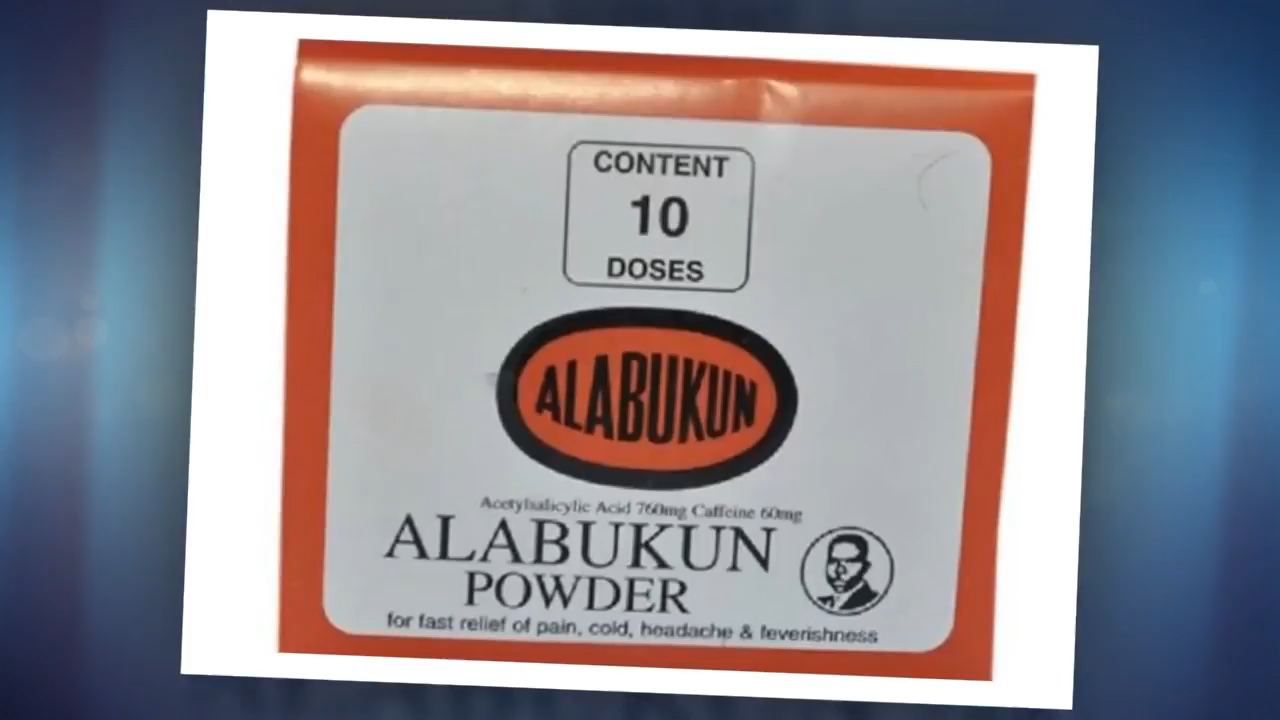 CONTENT
10
DOSES
ALABUKUN
Acetylsalicylic Acid 760mg Caffeine 60mg
ALABUKUN
POWDER
for fast relief of pain, cold, headache & feverishness